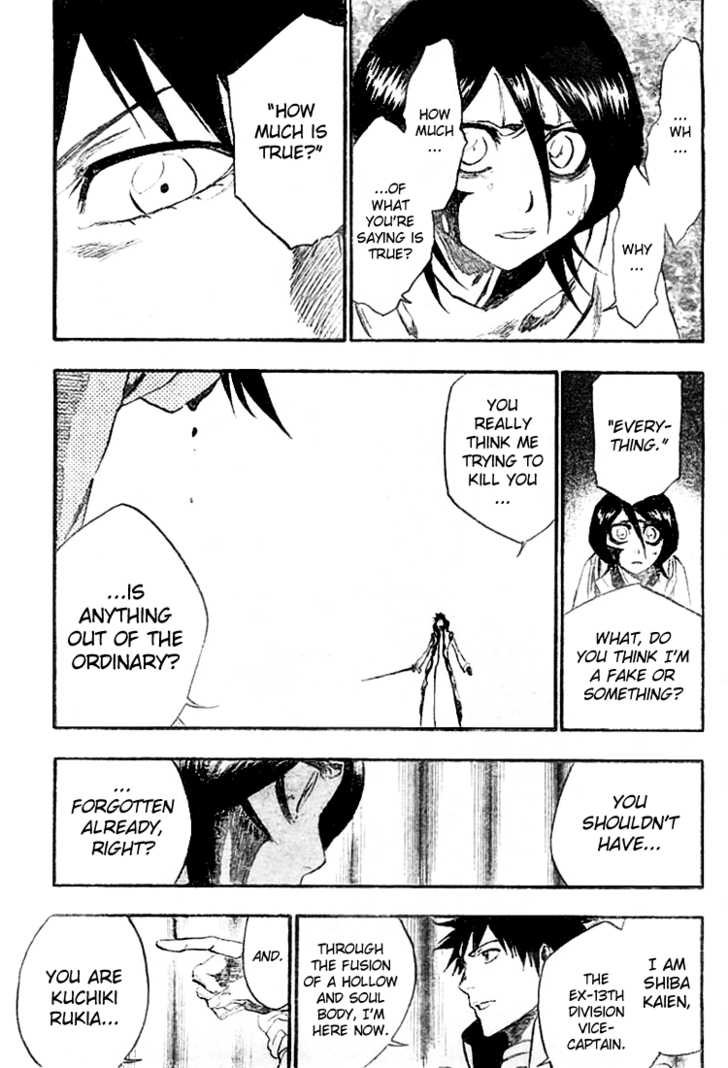 ...
WH
WHY
...
HOW
MUCH
...
...OF
WHAT
YOU'RE
SAYING IS
TRUE?
"HOW
MUCH IS
TRUE?"
"EVERY-
THING."
WHAT, DO
YOU THINK I'M
A FAKE OR
SOMETHING?
YOU
REALLY
THINK ME
TRYING TO
KILL YOU
...
...IS
ANYTHING
OUT OF THE
ORDINARY?
YOU
SHOULDN'T
HAVE...
...
FORGOTTEN
ALREADY,
RIGHT?
I AM
SHIBA
KAIEN,
THE
EX-13TH
DIVISION
VICE-
CAPTAIN.
THROUGH
THE FUSION
OF A HOLLOW
AND SOUL
BODY, I'M
HERE NOW.
AND.
YOU ARE
KUCHIKI
RUKIA...